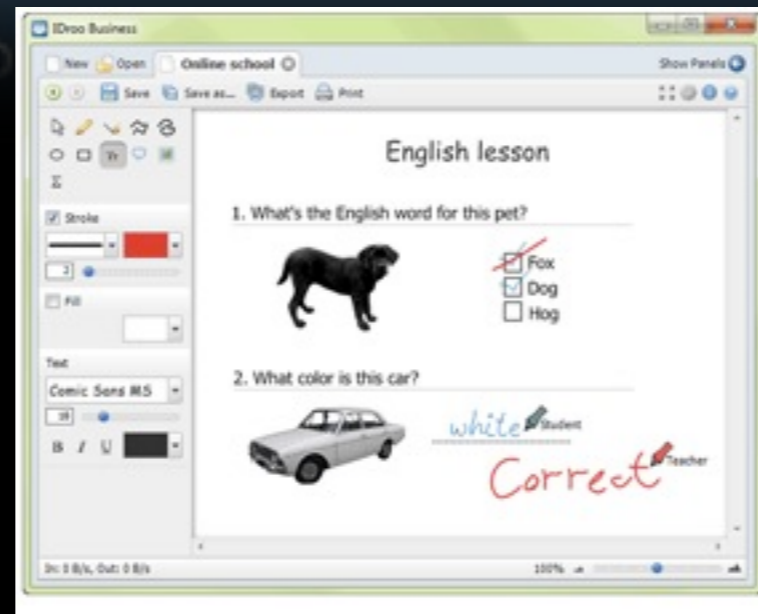 IDroo Business
New Open Online school
Show Panels
Save Save as... Export Print
English lesson
1. What's the English word for this pet?
Fox
Dog
Hog
2. What color is this car?
white Student
Correct Teacher
Stroke
2
Fill
Text
Comic Sans MS
18
B I U
In: 0 B/s, Out: 0 B/s
100%